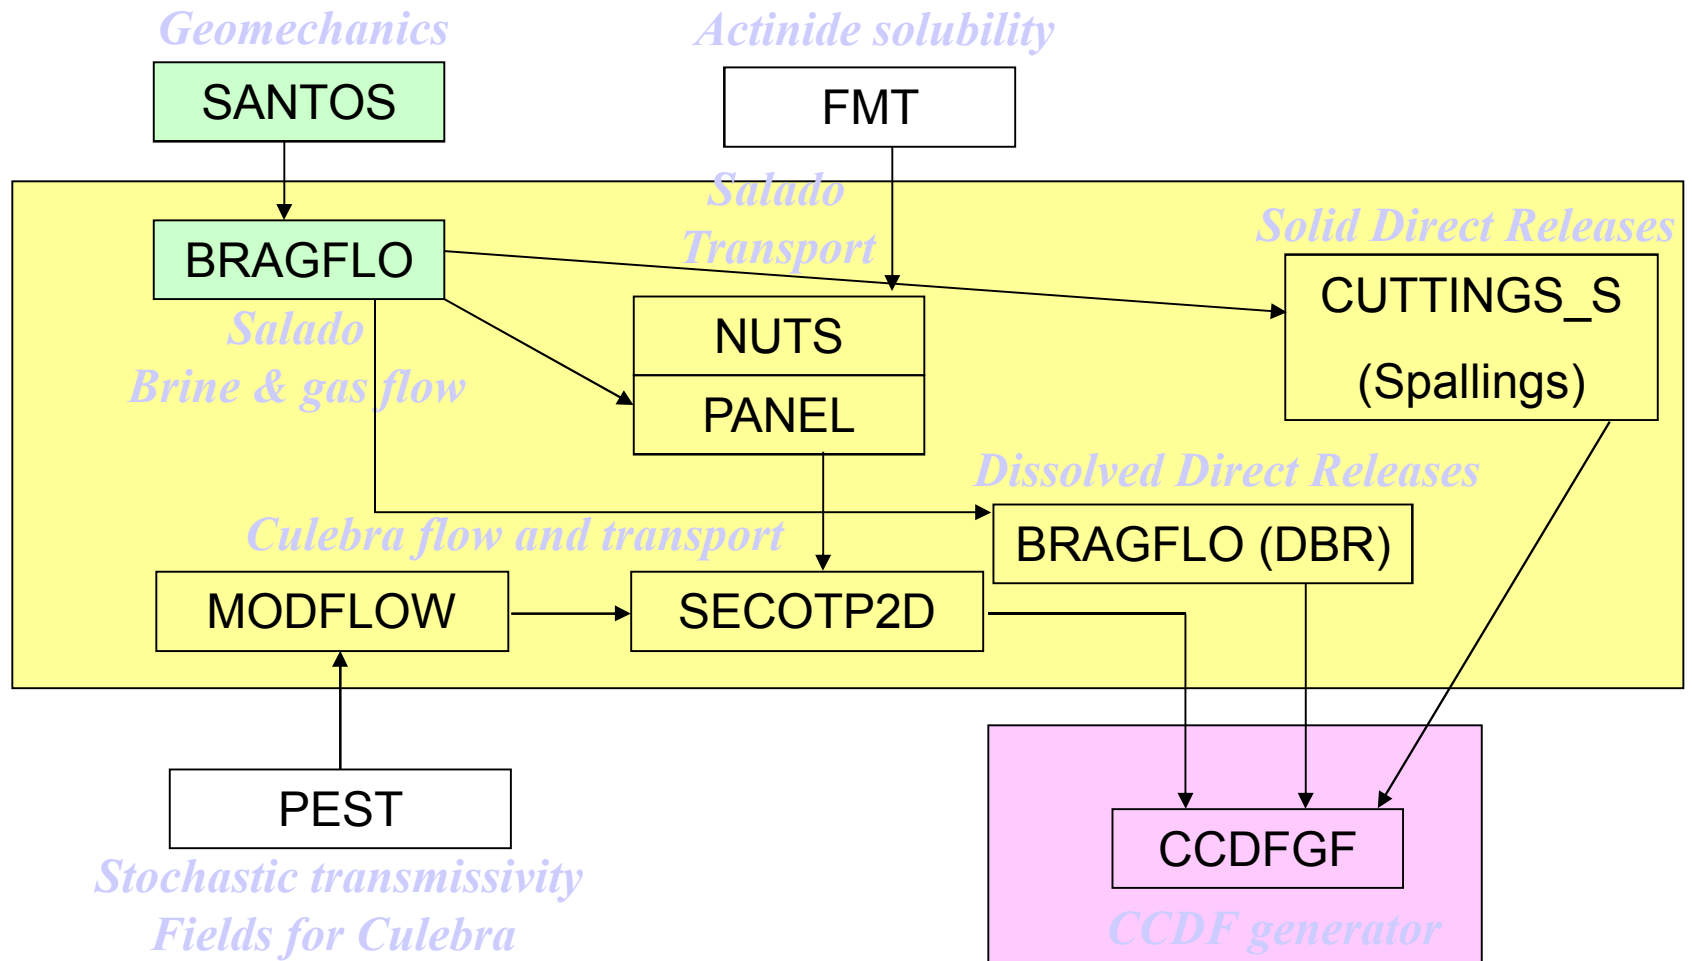 Geomechanics
Actinide solubility
SANTOS
FMT
Salado
Transport
Solid Direct Releases
BRAGFLO
CUTTINGS_S
(Spallings)
Salado
Brine & gas flow
NUTS
PANEL
Dissolved Direct Releases
Culebra flow and transport
BRAGFLO (DBR)
MODFLOW
SECOTP2D
PEST
CCDFGF
Stochastic transmissivity
Fields for Culebra
CCDF generator